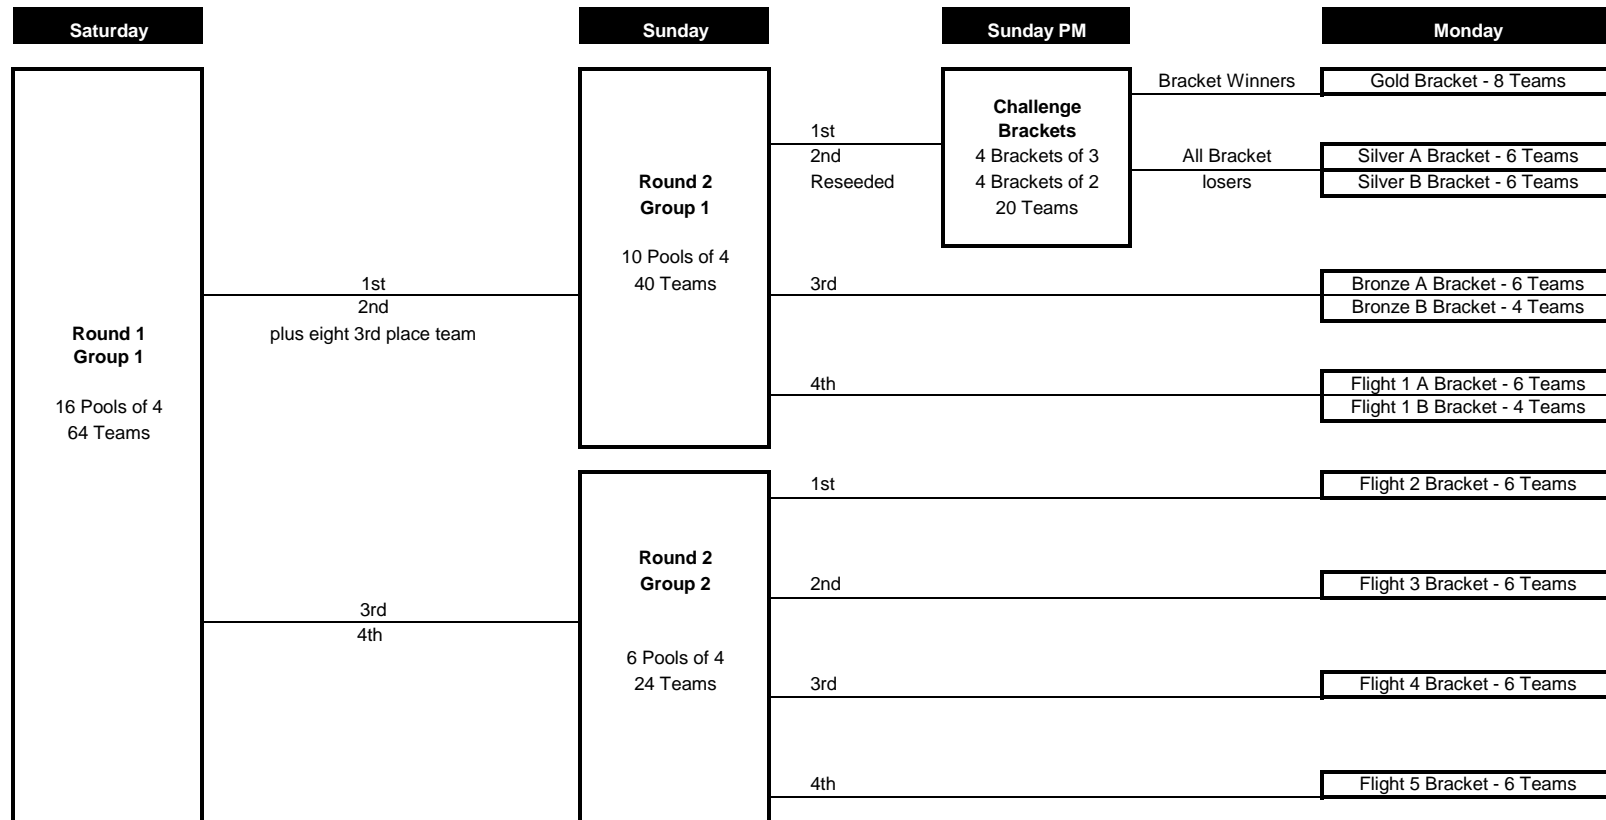 Saturday
Sunday
Sunday PM
Monday
Round 1
Group 1
16 Pools of 4
64 Teams
1st
2nd
plus eight 3rd place team
3rd
4th
Round 2
Group 1
10 Pools of 4
40 Teams
1st
2nd
Reseeded
3rd
4th
Challenge
Brackets
4 Brackets of 3
4 Brackets of 2
20 Teams
Bracket Winners
All Bracket
losers
Gold Bracket - 8 Teams
Silver A Bracket - 6 Teams
Silver B Bracket - 6 Teams
Bronze A Bracket - 6 Teams
Bronze B Bracket - 4 Teams
Flight 1 A Bracket - 6 Teams
Flight 1 B Bracket - 4 Teams
Round 2
Group 2
6 Pools of 4
24 Teams
1st
2nd
3rd
4th
Flight 2 Bracket - 6 Teams
Flight 3 Bracket - 6 Teams
Flight 4 Bracket - 6 Teams
Flight 5 Bracket - 6 Teams